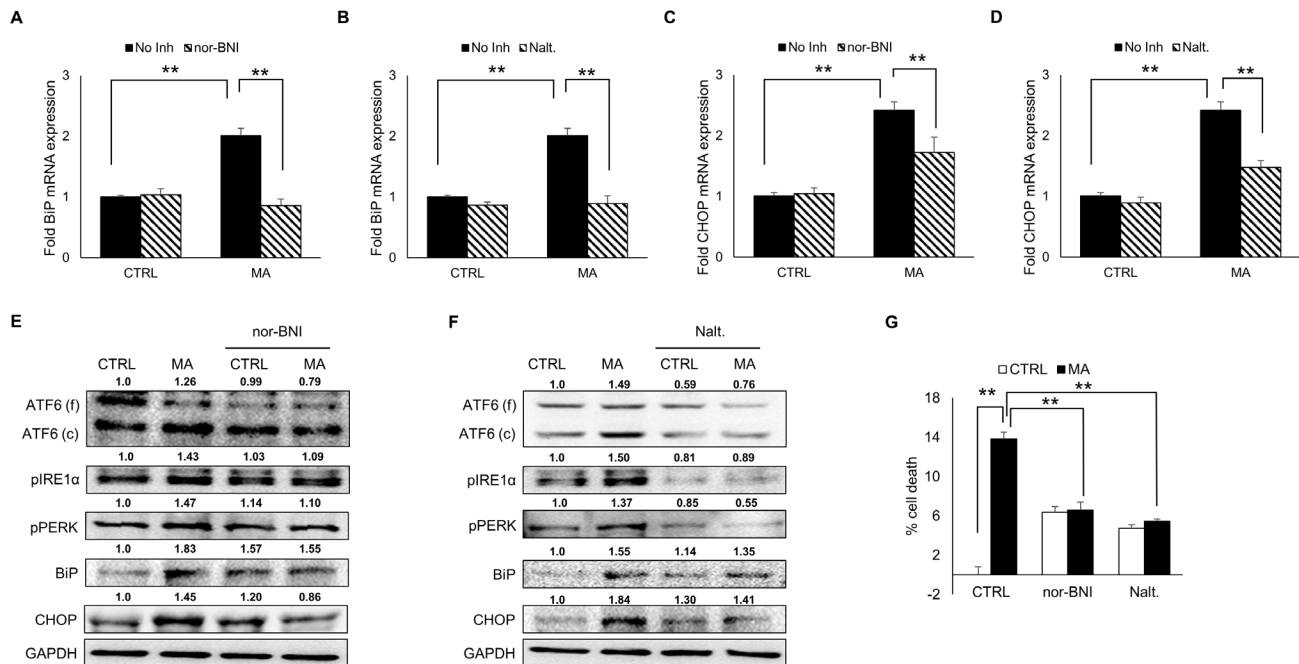 A
B
C
D
No Inh nor-BNI
No Inh Nalt.
No Inh nor-BNI
No Inh Nalt.
Fold BiP mRNA expression
3
2
1
0
**
**
CTRL MA
Fold BiP mRNA expression
3
2
1
0
**
**
CTRL MA
Fold CHOP mRNA expression
3
2
1
0
**
**
CTRL MA
Fold CHOP mRNA expression
3
2
1
0
**
**
CTRL MA
E
nor-BNI
CTRL MA CTRL MA
1.0 1.26 0.99 0.79
ATF6 (f)
ATF6 (c)
1.0 1.43 1.03 1.09
pIRE1α
1.0 1.47 1.14 1.10
pPERK
1.0 1.83 1.57 1.55
BiP
1.0 1.45 1.20 0.86
CHOP
GAPDH
F
Nalt.
CTRL MA CTRL MA
1.0 1.49 0.59 0.76
ATF6 (f)
ATF6 (c)
1.0 1.50 0.81 0.89
pIRE1α
1.0 1.37 0.85 0.55
pPERK
1.0 1.55 1.14 1.35
BiP
1.0 1.84 1.30 1.41
CHOP
GAPDH
G
CTRL MA
% cell death
18
14
10
6
2
-2
**
**
**
CTRL nor-BNI Nalt.